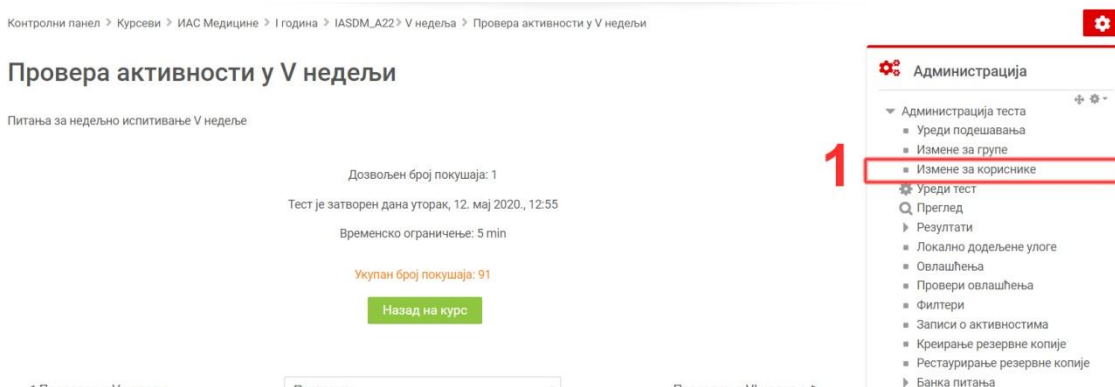 Контролни панел > Курсеви > ИАС Медицине > I година > IASDM_A22 > V недеља > Провера активности у V недељи
Провера активности у V недељи
Питања за недељно испитивање V недеље
Дозвољен број покушаја: 1
Тест је затворен дана уторак, 12. мај 2020., 12:55
Временско ограничење: 5 min
Укупан број покушаја: 91
Назад на курс
Администрација
Администрација теста
Уреди подешавања
Измене за групе
1
Измене за кориснике
Уреди тест
Преглед
Резултати
Локално додељене улоге
Овлашћења
Провери овлашћења
Филтери
Записи о активностима
Креирање резервне копије
Рестаурирање резервне копије
Банка питања